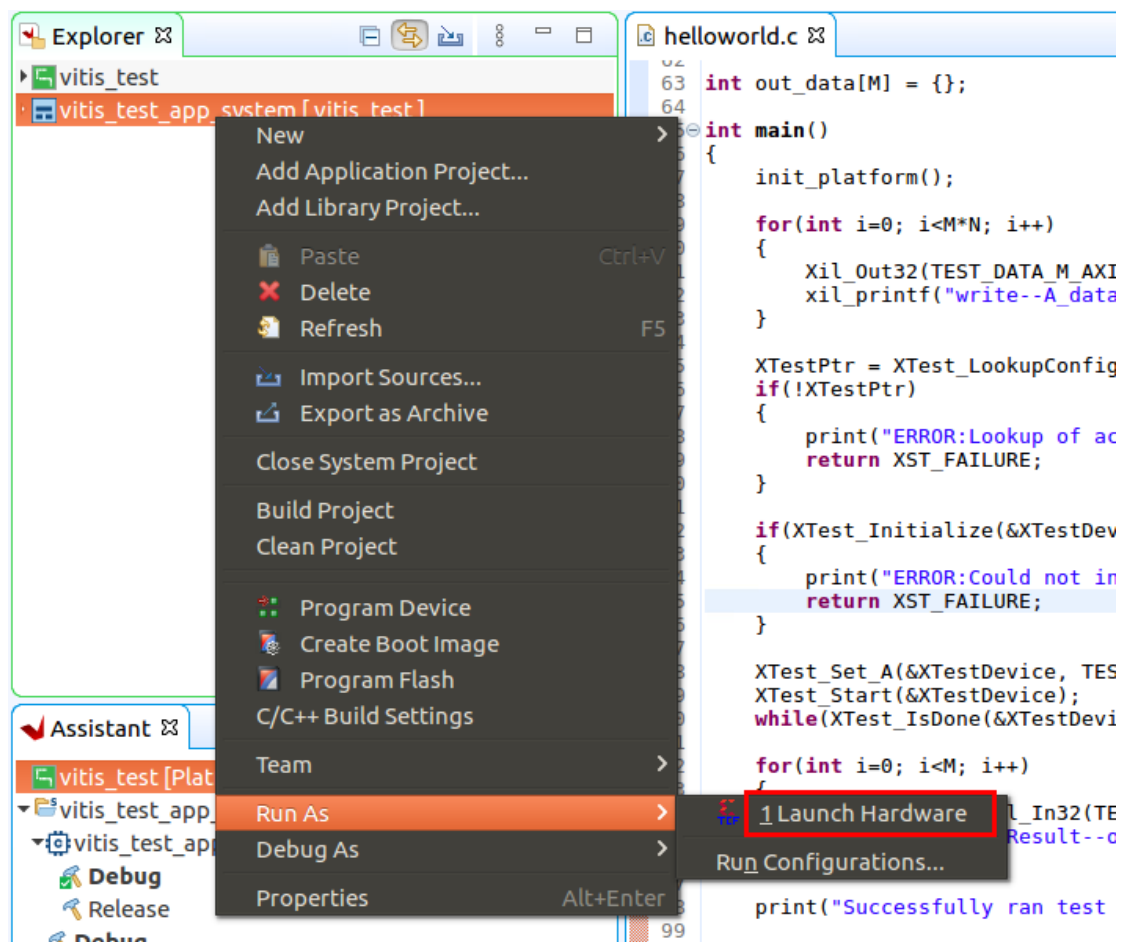 Explorer
vitis_test
vitis_test_app_system [ vitis_test ]
New
Add Application Project...
Add Library Project...
Paste Ctrl+V
Delete
Refresh F5
Import Sources...
Export as Archive
Close System Project
Build Project
Clean Project
Program Device
Create Boot Image
Program Flash
C/C++ Build Settings
Team
Run As
Debug As
Properties Alt+Enter
1 Launch Hardware
Run Configurations...
Assistant
vitis_test [Plat
vitis_test_app_
vitis_test_app
Debug
Release
Debug
helloworld.c
62
63 int out_data[M] = {};
64
int main()
{
init_platform();
for(int i=0; i<M*N; i++)
{
Xil_Out32(TEST_DATA_M_AXI
xil_printf("write--A_data
}
XTestPtr = XTest_LookupConfig
if(!XTestPtr)
{
print("ERROR:Lookup of ac
return XST_FAILURE;
}
if(XTest_Initialize(&XTestDev
{
print("ERROR:Could not in
return XST_FAILURE;
}
XTest_Set_A(&XTestDevice, TES
XTest_Start(&XTestDevice);
while(XTest_IsDone(&XTestDevi
for(int i=0; i<M; i++)
{
l_In32(TE
Result--o
print("Successfully ran test
99